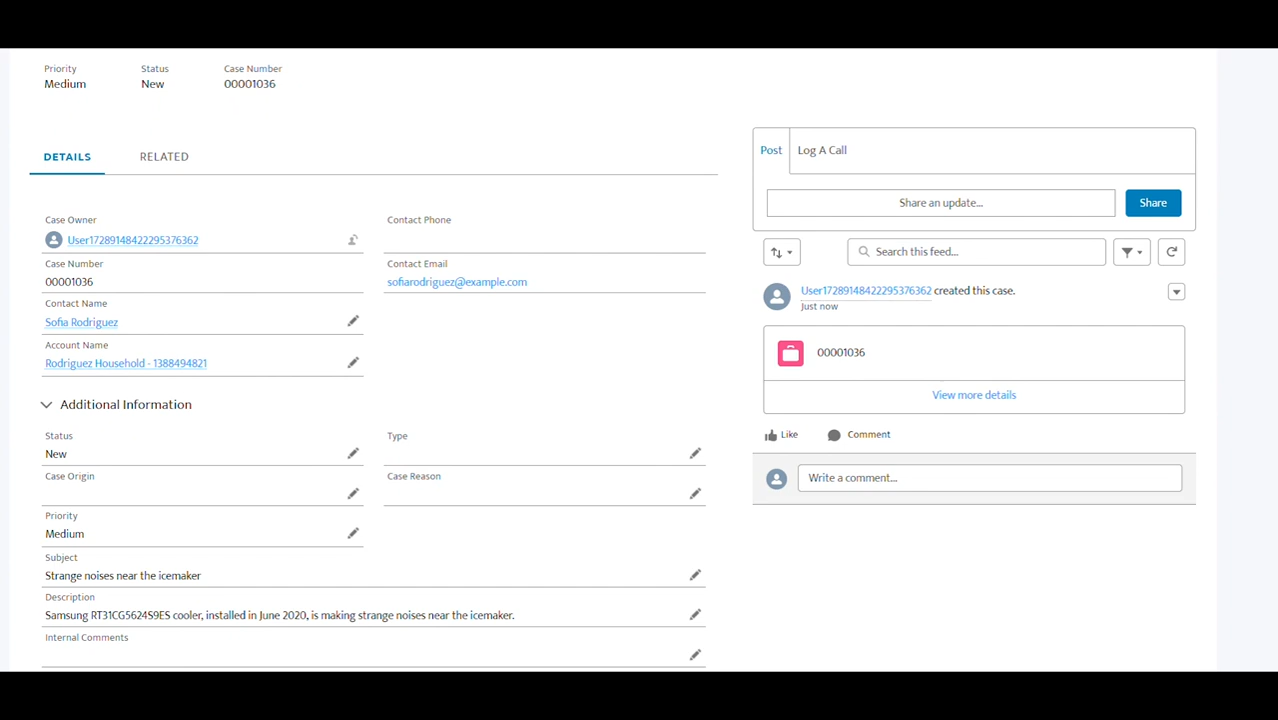 Priority
Medium
Status
New
Case Number
00001036
DETAILS
RELATED
Case Owner
User17289148422295376362
Contact Phone
Case Number
00001036
Contact Email
sofiarodriguez@example.com
Contact Name
Sofia Rodriguez
Account Name
Rodriguez Household - 1388494821
Additional Information
Status
New
Type
Case Origin
Case Reason
Priority
Medium
Subject
Strange noises near the icemaker
Description
Samsung RT31CG5624S9ES cooler, installed in June 2020, is making strange noises near the icemaker.
Internal Comments
Post
Log A Call
Share an update...
Share
Search this feed...
User17289148422295376362 created this case.
Just now
00001036
View more details
Like
Comment
Write a comment...